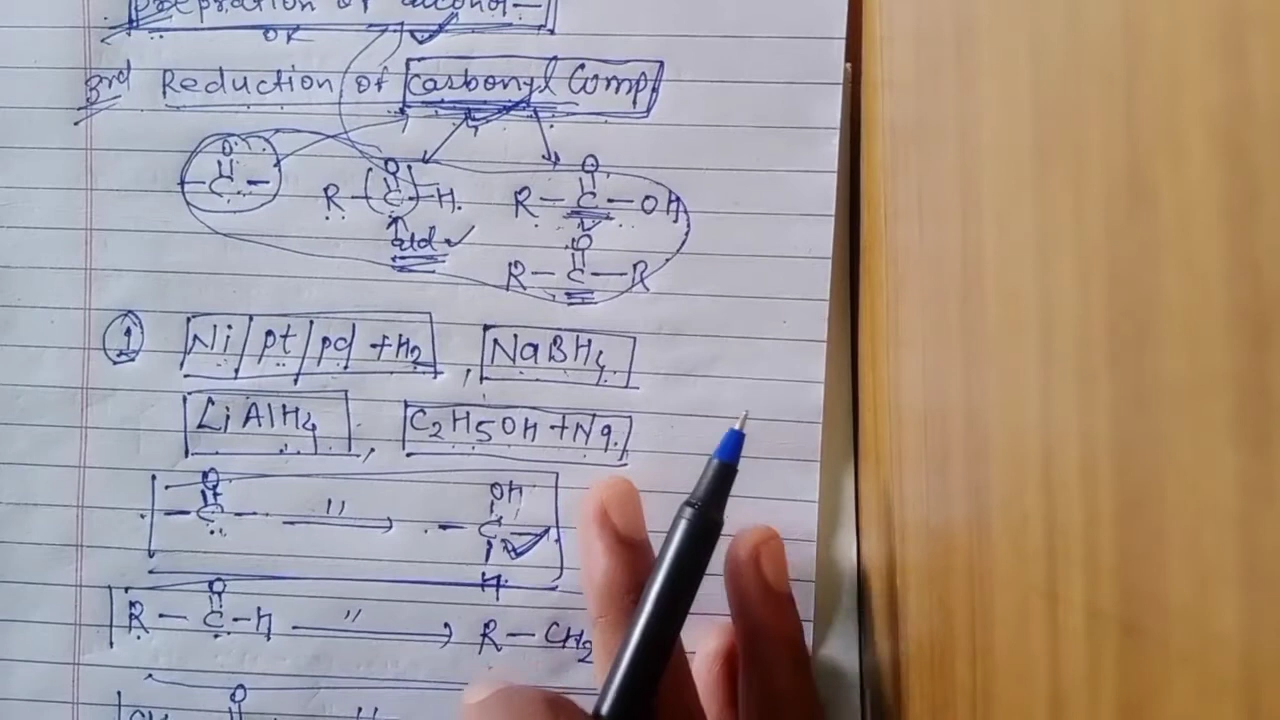 Prepration of alcohol—
OR
3rd Reduction of Carbonyl Comp
O O O
—C— R—(C)—H. R—C—OH
ald ✓ O
R—C—R
① Ni/pt/pd +H2, NaBH4
LiAlH4, C2H5OH+Na.
O OH
—C— —"→ —C—
H
O
R—C—H —"→ R—CH2
O
"